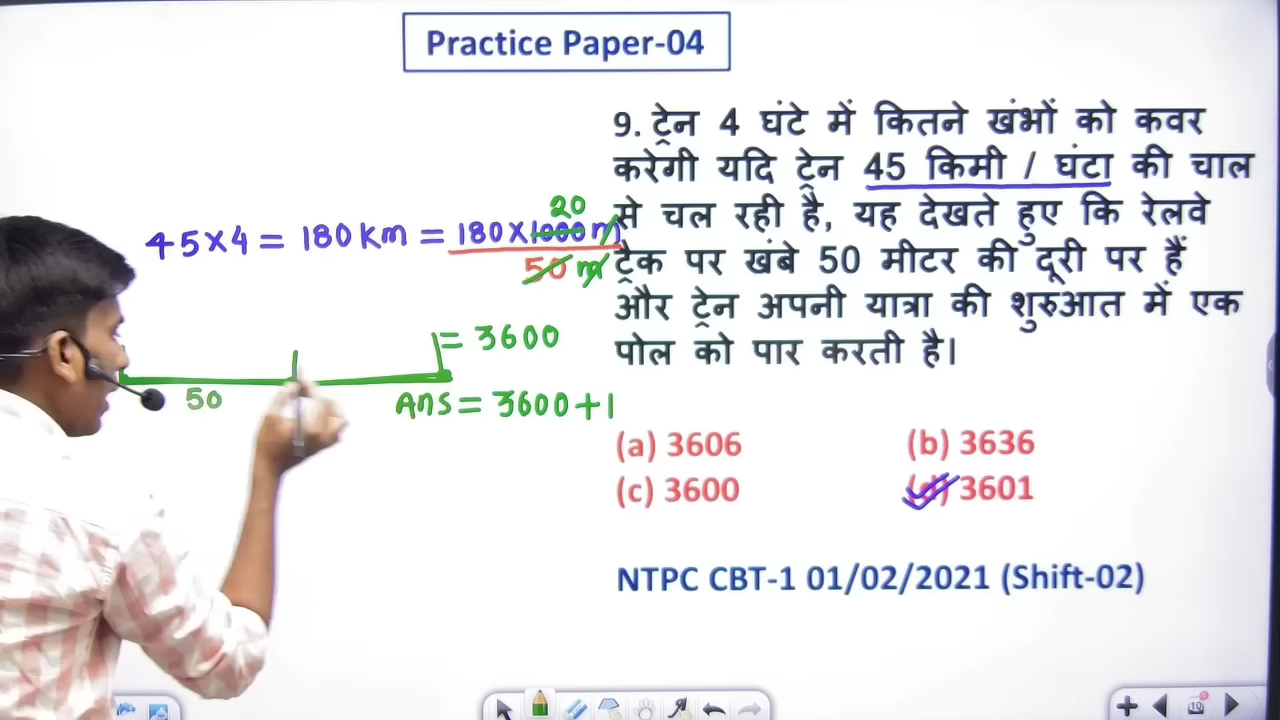 Practice Paper-04
9. ट्रेन 4 घंटे में कितने खंभों को कवर
करेगी यदि ट्रेन 45 किमी / घंटा की चाल
से चल रही है, यह देखते हुए कि रेलवे
ट्रैक पर खंबे 50 मीटर की दूरी पर हैं
और ट्रेन अपनी यात्रा की शुरुआत में एक
पोल को पार करती है।
20
45×4 = 180 Km = 180×1000 m
50 m
= 3600
50
Ans = 3600+1
(a) 3606
(b) 3636
(c) 3600
(d) 3601
NTPC CBT-1 01/02/2021 (Shift-02)
10